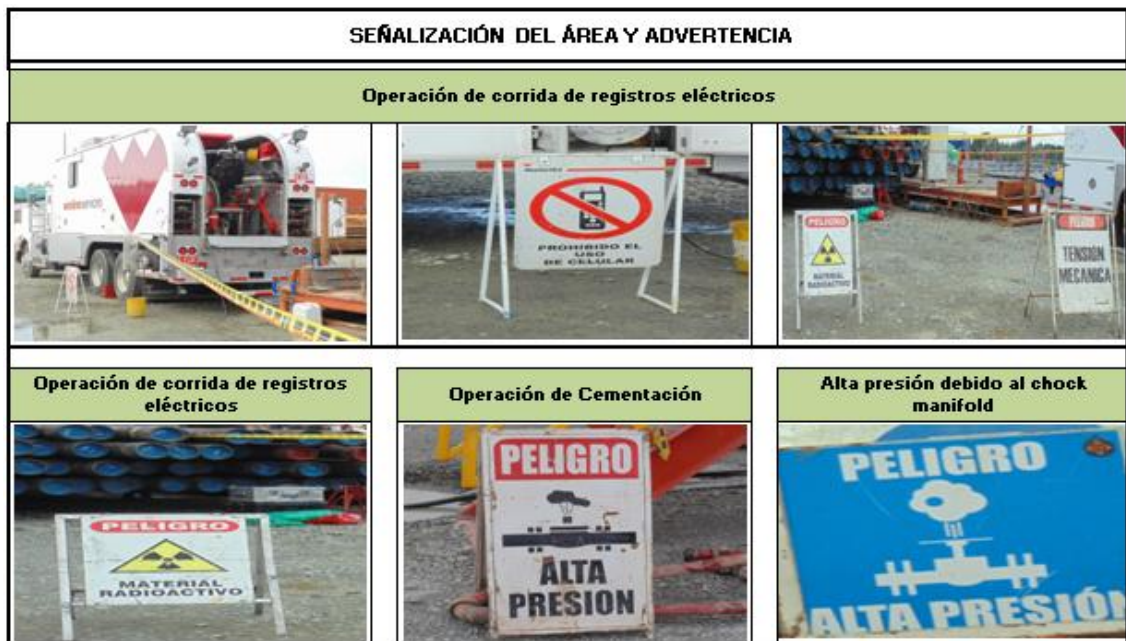 SEÑALIZACIÓN DEL ÁREA Y ADVERTENCIA
Operación de corrida de registros eléctricos
PROHIBIDO EL
USO
DE CELULAR
PELIGRO
MATERIAL
RADIOACTIVO
PELIGRO
TENSIÓN
MECANICA
Operación de corrida de registros
eléctricos
Operación de Cementación
Alta presión debido al chock
manifold
PELIGRO
MATERIAL
RADIOACTIVO
PELIGRO
ALTA
PRESION
PELIGRO
ALTA PRESIÓN